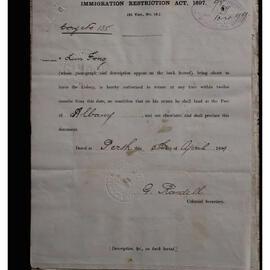 IMMIGRATION RESTRICTION ACT, 1897.
(61 VICT., NO. 13.)
Lim Fong
(whose photograph and description appear on the back hereof), being about to
leave the Colony, is hereby authorised to return at any time within twelve
months from this date, on condition that on his return he shall land at the Port
of Albany, and not elsewhere, and shall produce this
document.
Dated at Perth this April 1899
G. Randell
Colonial Secretary.
[Description, &c., on back hereof.]